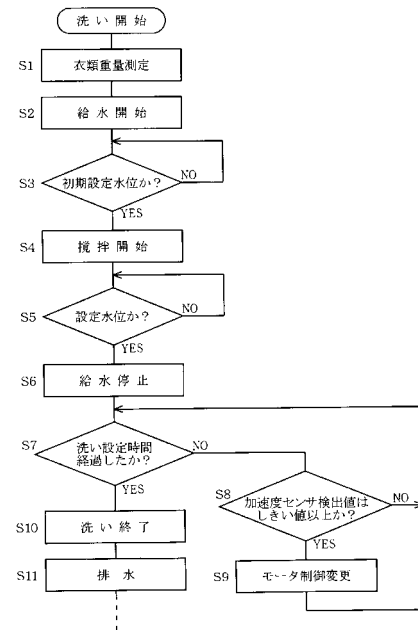 洗い開始
S1
衣類重量測定
S2
給水開始
S3
初期設定水位か?
NO
YES
S4
撹拌開始
S5
設定水位か?
NO
YES
S6
給水停止
S7
洗い設定時間
経過したか?
NO
YES
S8
加速度センサ検出値は
しきい値以上か?
NO
YES
S9
モータ制御変更
S10
洗い終了
S11
排水